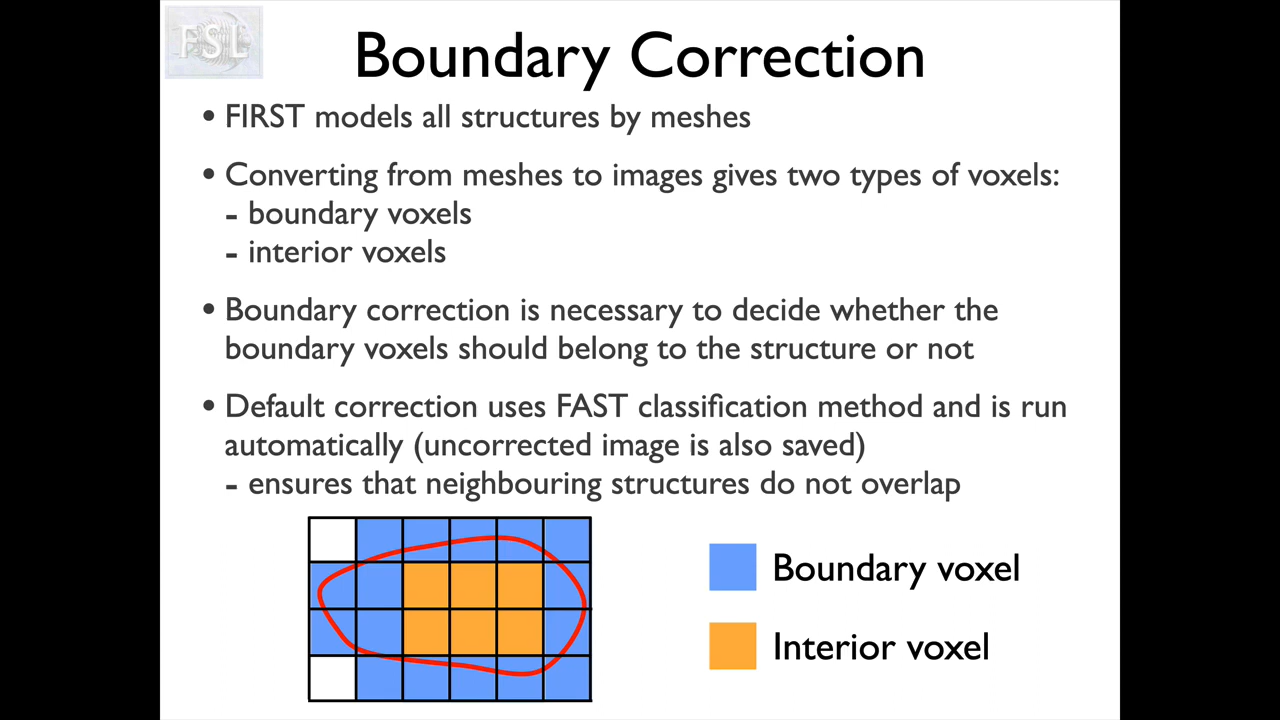 FSL
Boundary Correction
• FIRST models all structures by meshes
• Converting from meshes to images gives two types of voxels:
- boundary voxels
- interior voxels
• Boundary correction is necessary to decide whether the
boundary voxels should belong to the structure or not
• Default correction uses FAST classification method and is run
automatically (uncorrected image is also saved)
- ensures that neighbouring structures do not overlap
Boundary voxel
Interior voxel